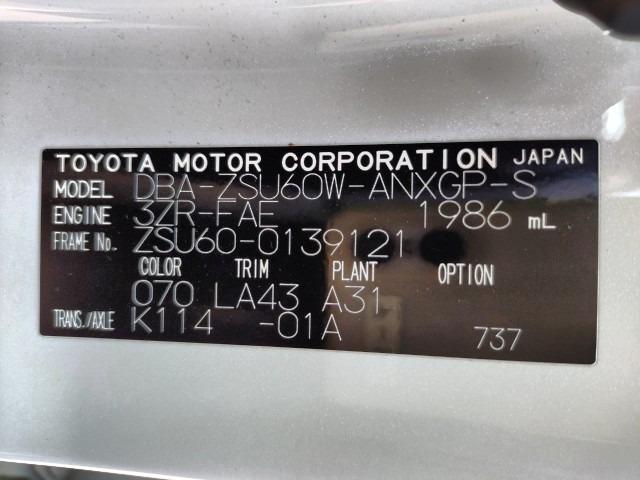 TOYOTA MOTOR CORPORATION JAPAN
MODEL DBA-ZSU60W-ANXGP-S
ENGINE 3ZR-FAE 1986 mL
FRAME No. ZSU60-0139121
COLOR TRIM PLANT OPTION
070 LA43 A31
TRANS./AXLE K114 -01A 737